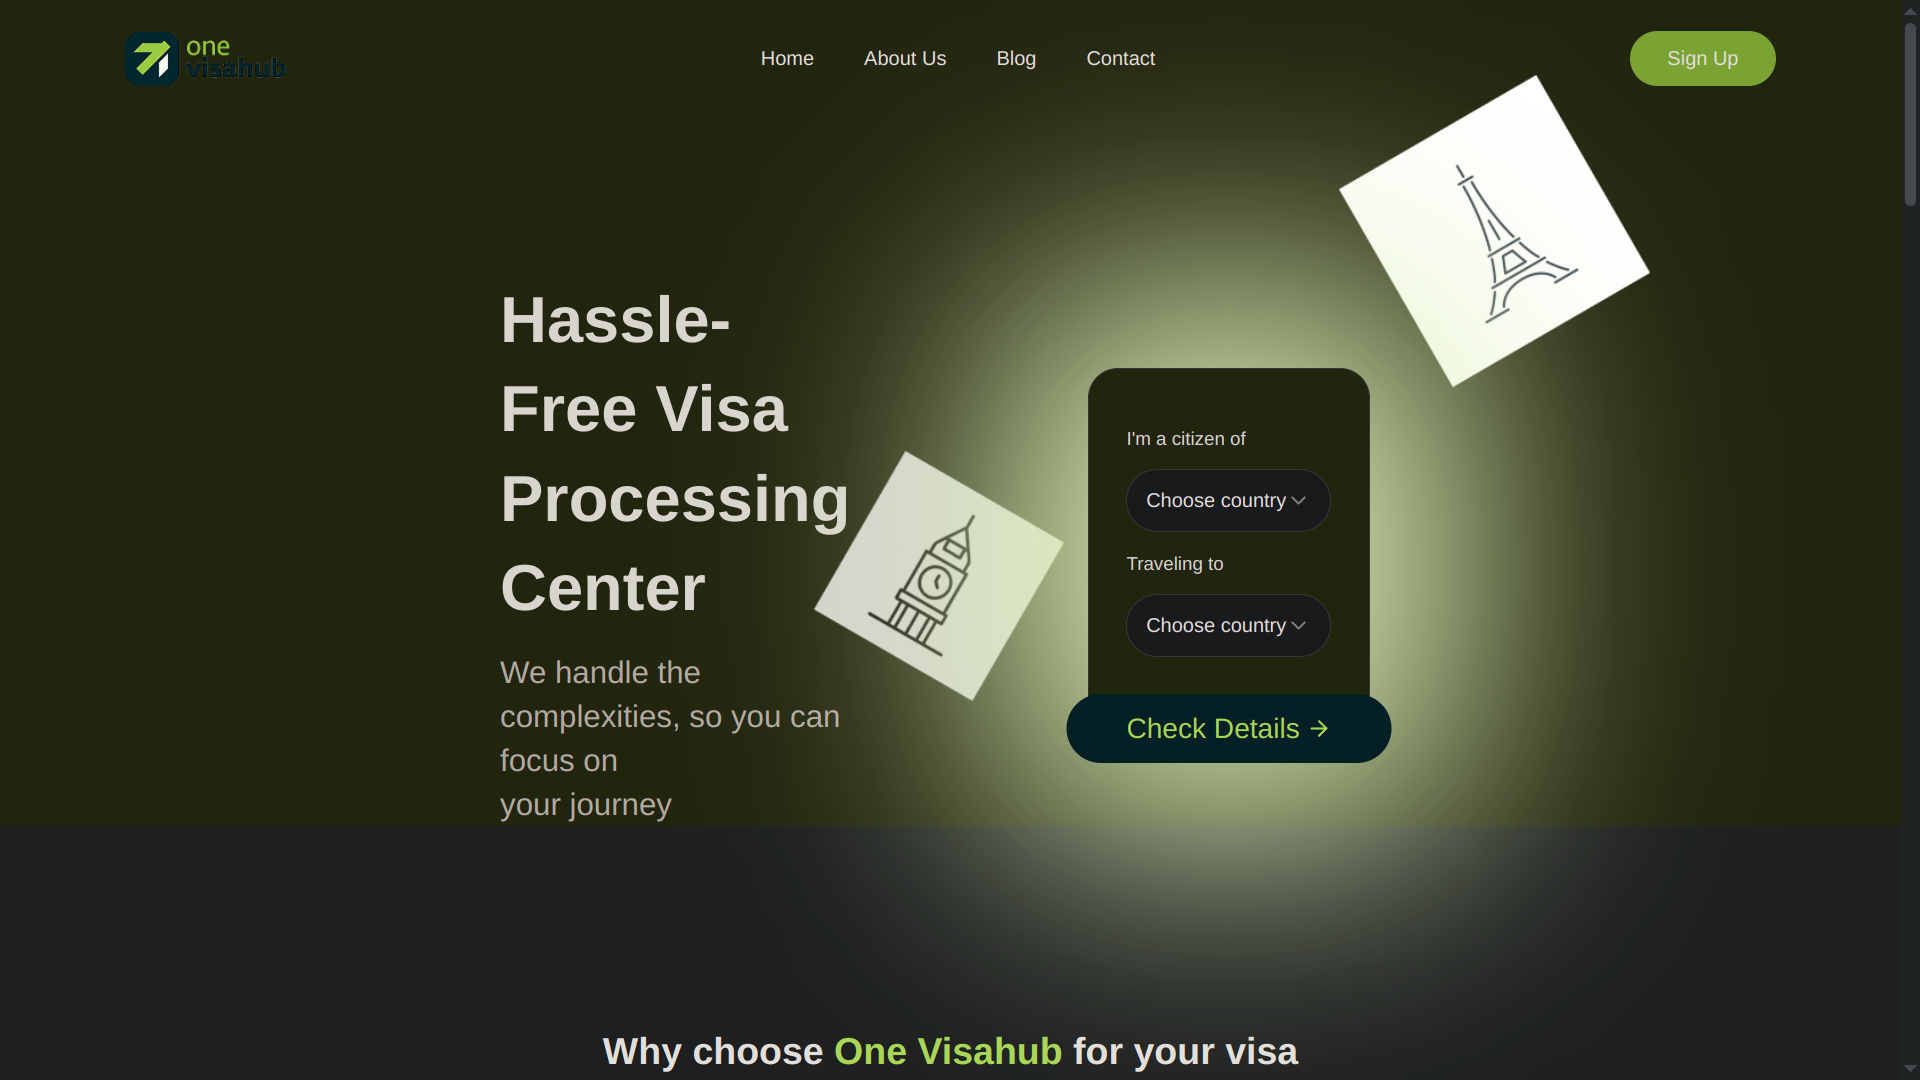 one
visahub
Home
About Us
Blog
Contact
Sign Up
Hassle-
Free Visa
Processing
Center
We handle the
complexities, so you can
focus on
your journey
I'm a citizen of
Choose country
Traveling to
Choose country
Check Details
Why choose One Visahub for your visa